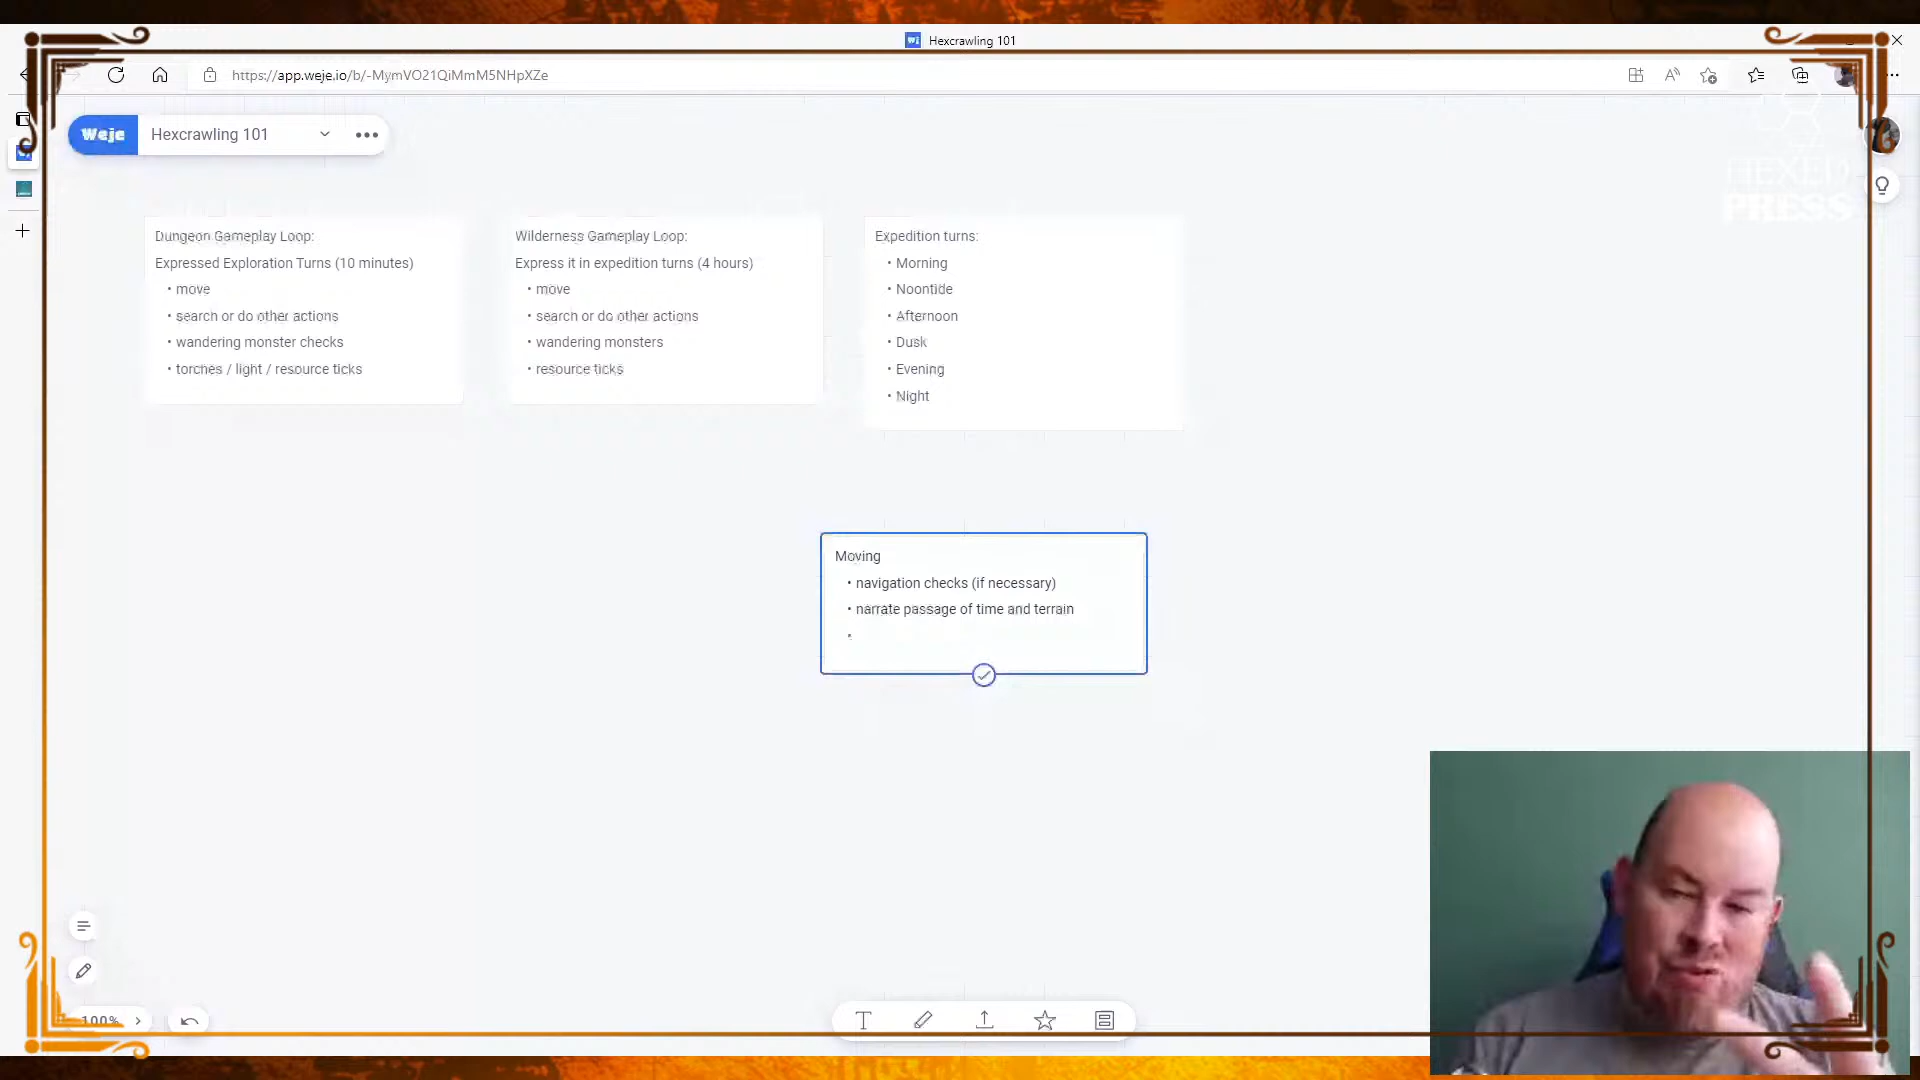 Hexcrawling 101
https://app.weje.io/b/-MymVO21QiMmM5NHpXZe
Weje
Hexcrawling 101
HEXED
PRESS
Dungeon Gameplay Loop:
Expressed Exploration Turns (10 minutes)
• move
• search or do other actions
• wandering monster checks
• torches / light / resource ticks
Wilderness Gameplay Loop:
Express it in expedition turns (4 hours)
• move
• search or do other actions
• wandering monsters
• resource ticks
Expedition turns:
• Morning
• Noontide
• Afternoon
• Dusk
• Evening
• Night
Moving
• navigation checks (if necessary)
• narrate passage of time and terrain
•
100%